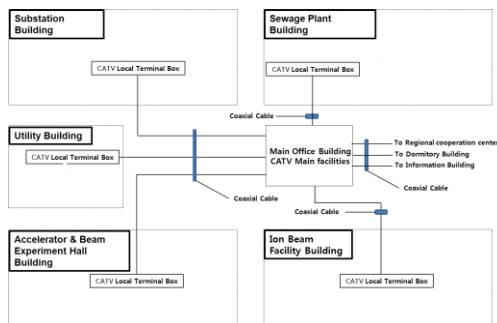 Substation
Building
CATV Local Terminal Box
Sewage Plant
Building
CATV Local Terminal Box
Coaxial Cable
Utility Building
CATV Local Terminal Box
Main Office Building
CATV Main facilities
To Regional cooperation center
To Dormitory Building
To Information Building
Coaxial Cable
Coaxial Cable
Coaxial Cable
Accelerator & Beam
Experiment Hall
Building
CATV Local Terminal Box
Ion Beam
Facility Building
CATV Local Terminal Box